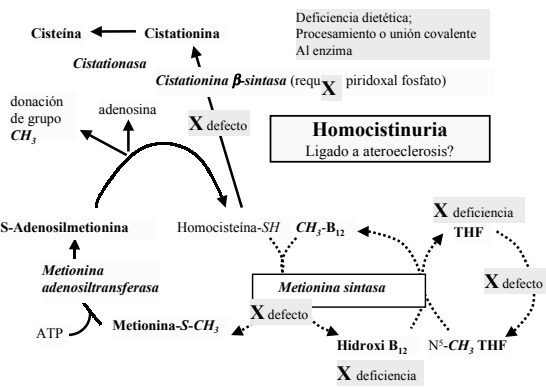 Deficiencia dietética;
Procesamiento o unión covalente
Al enzima
Cisteína
Cistationina
Cistationasa
Cistationina β-sintasa (requ X piridoxal fosfato)
donación
de grupo
CH₃
adenosina
X defecto
Homocistinuria
Ligado a ateroeclerosis?
S-Adenosilmetionina
Homocisteína-SH
CH₃-B₁₂
X deficiencia
THF
Metionina
adenosiltransferasa
Metionina sintasa
X defecto
ATP
Metionina-S-CH₃
X defecto
Hidroxi B₁₂
N⁵-CH₃ THF
X deficiencia